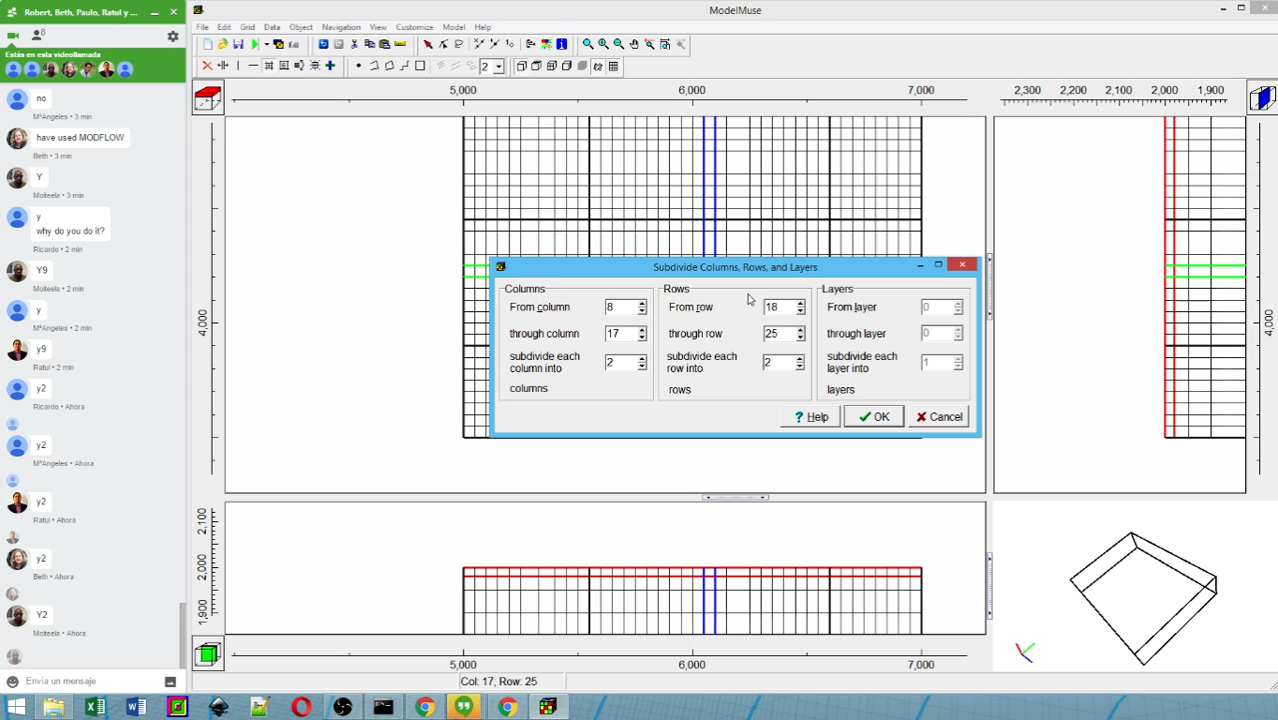 Robert, Beth, Paulo, Ratul y ...
8
Estás en esta videollamada
no
MªAngeles • 3 min
have used MODFLOW
Beth • 3 min
Y
Moiteela • 3 min
y
why do you do it?
Ricardo • 2 min
Y9
Moiteela • 2 min
y
MªAngeles • 2 min
y9
Ratul • 2 min
y2
Ricardo • Ahora
y2
MªAngeles • Ahora
y2
Ratul • Ahora
y2
Beth • Ahora
Y2
Moiteela • Ahora
Envía un mensaje
ModelMuse
File Edit Grid Data Object Navigation View Customize Model Help
2
5,000 6,000 7,000
2,300 2,200 2,100 2,000 1,900
4,000
4,000
Subdivide Columns, Rows, and Layers
Columns
From column 8
through column 17
subdivide each
column into 2
columns
Rows
From row 18
through row 25
subdivide each
row into 2
rows
Layers
From layer 0
through layer 0
subdivide each
layer into 1
layers
? Help
OK
Cancel
2,100
2,000
1,900
5,000 6,000 7,000
Col: 17; Row: 25